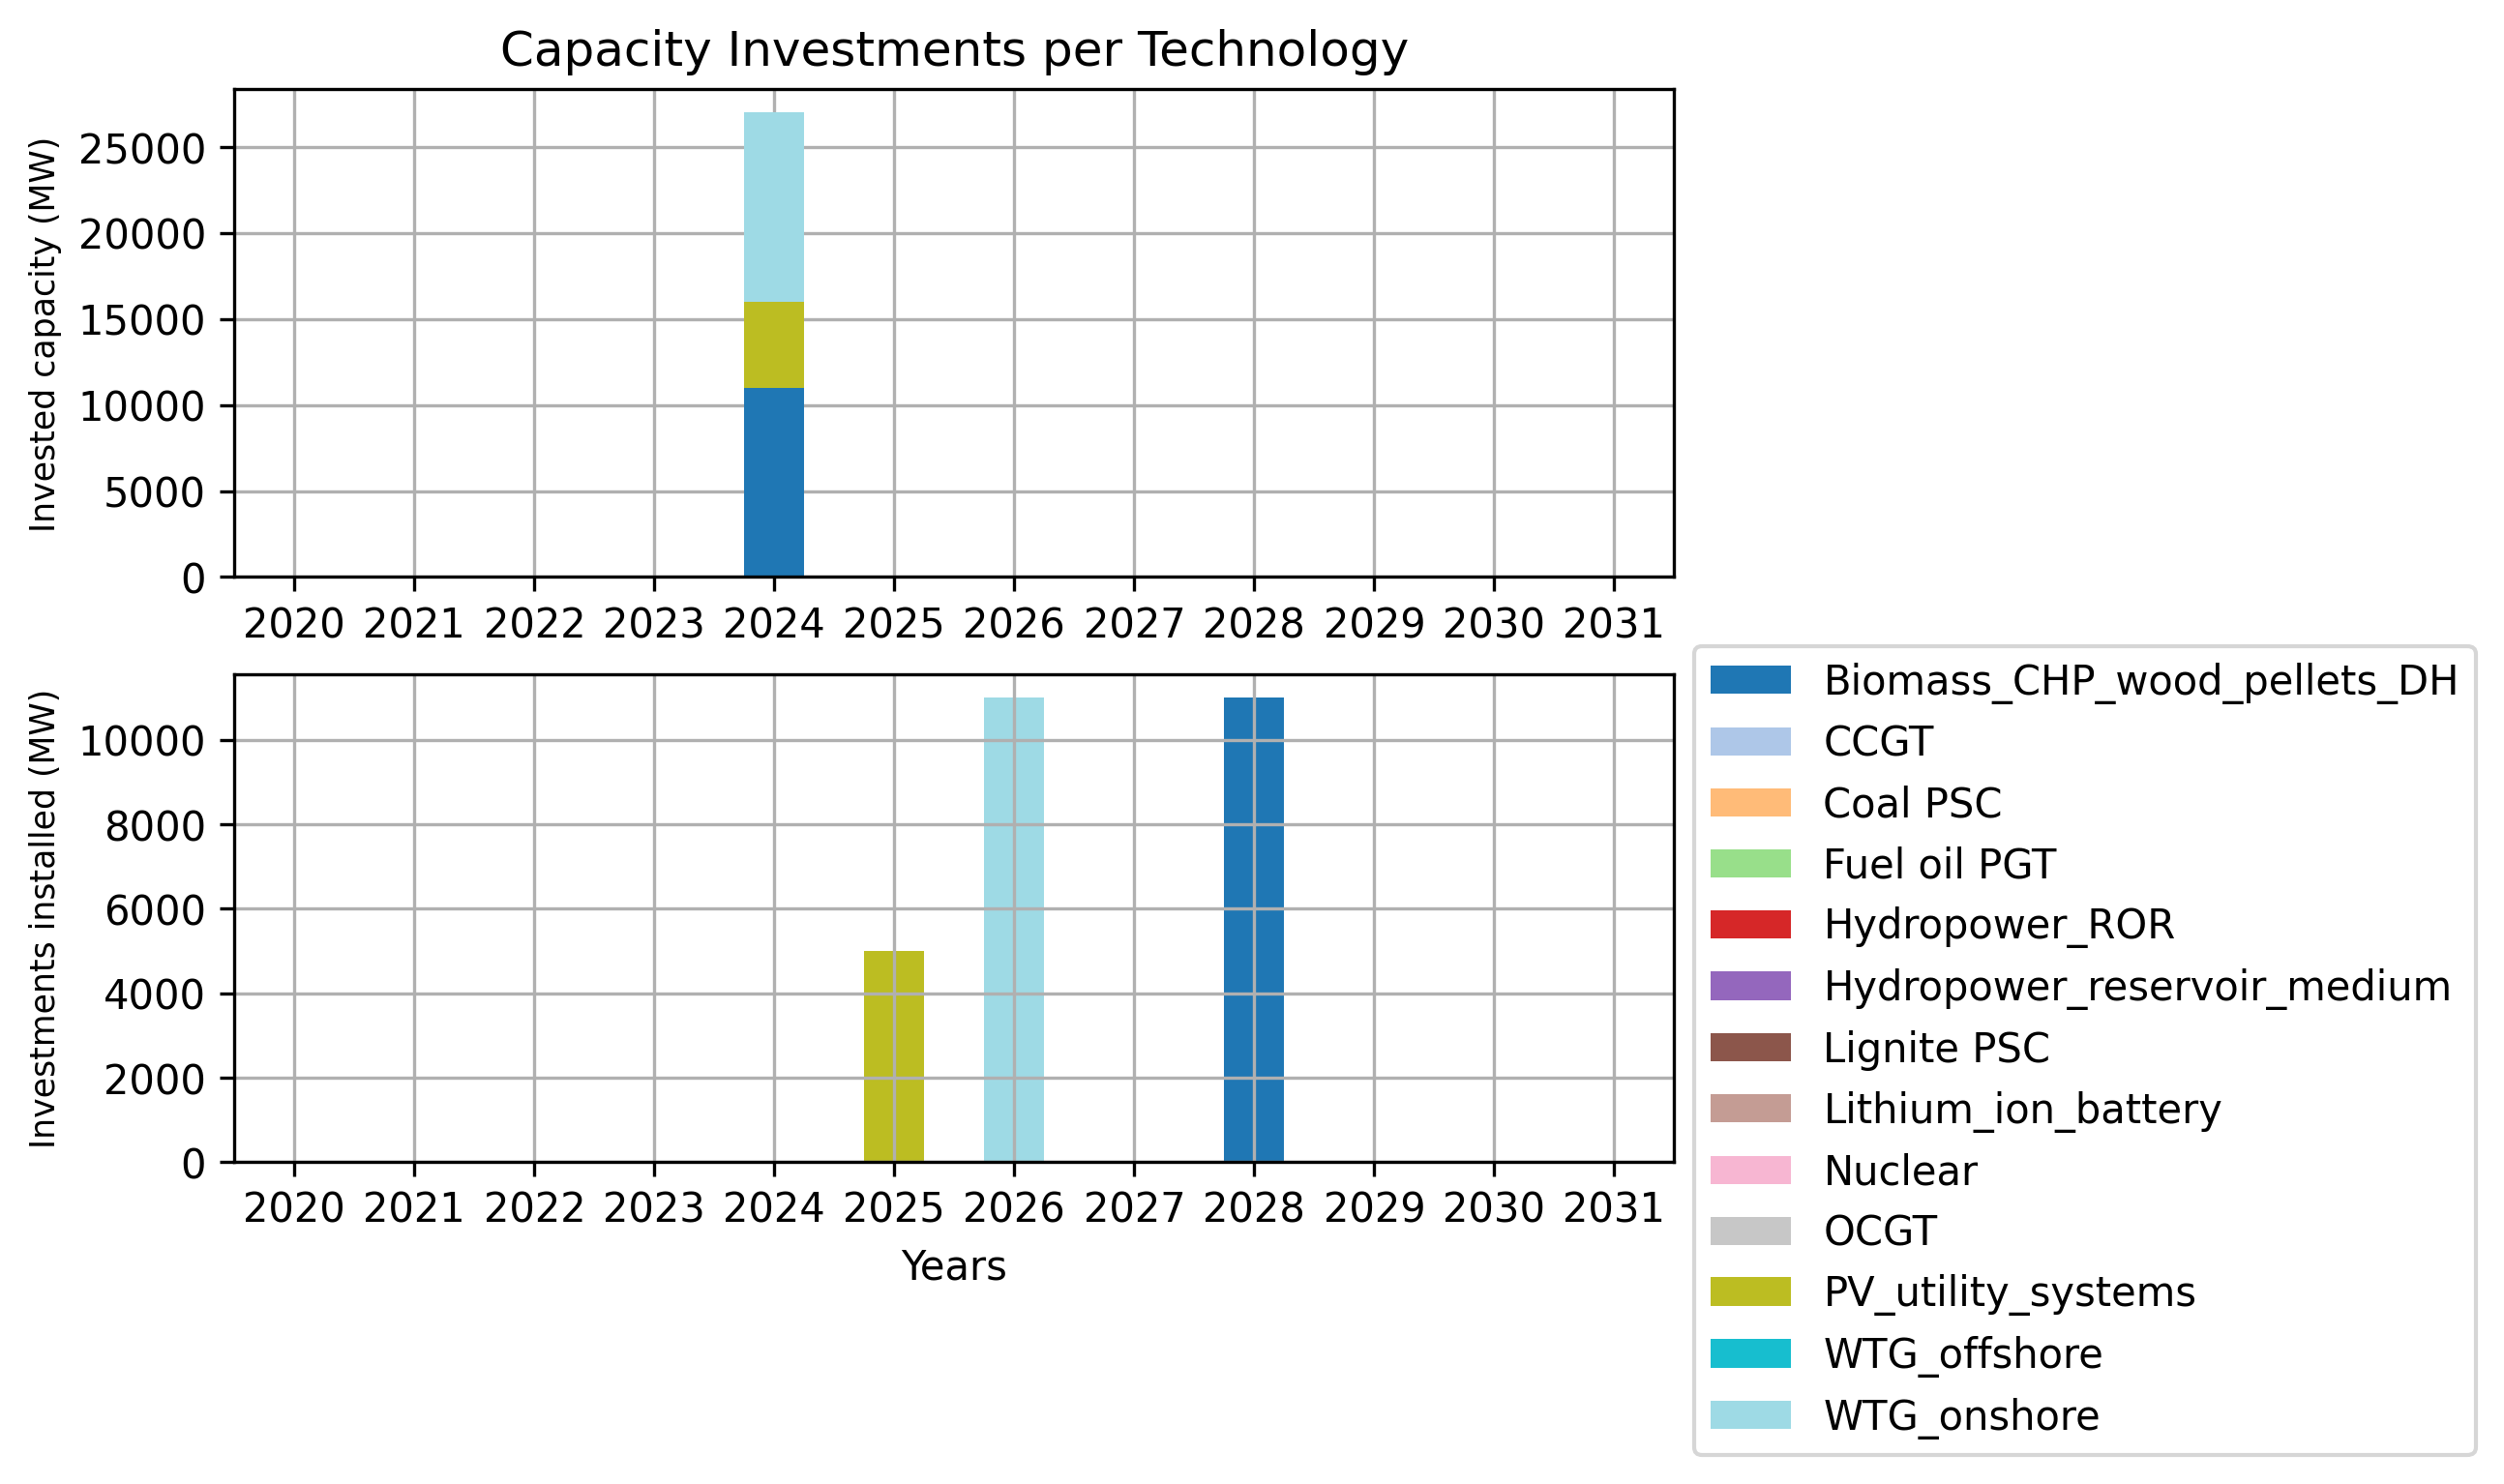 Capacity Investments per Technology
Invested capacity (MW)
25000
20000
15000
10000
5000
0
2020 2021 2022 2023 2024 2025 2026 2027 2028 2029 2030 2031
Investments installed (MW)
10000
8000
6000
4000
2000
0
2020 2021 2022 2023 2024 2025 2026 2027 2028 2029 2030 2031
Years
Biomass_CHP_wood_pellets_DH
CCGT
Coal PSC
Fuel oil PGT
Hydropower_ROR
Hydropower_reservoir_medium
Lignite PSC
Lithium_ion_battery
Nuclear
OCGT
PV_utility_systems
WTG_offshore
WTG_onshore